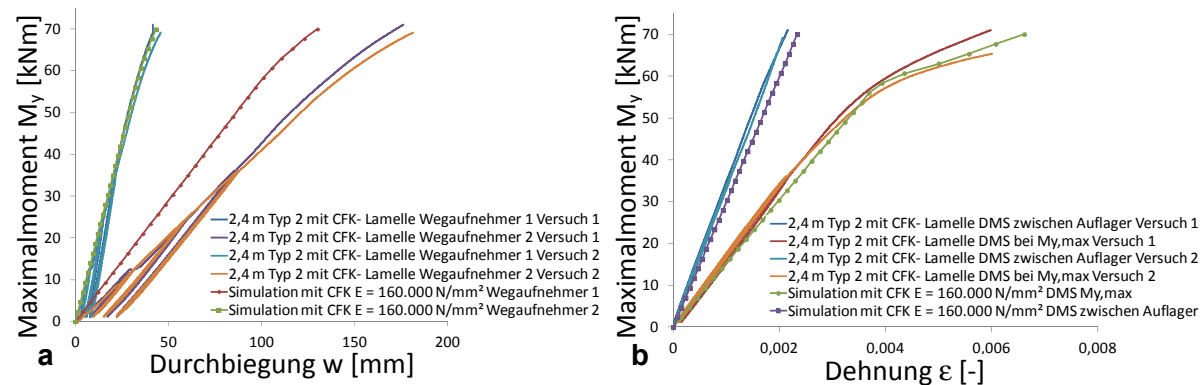 Maximalmoment My [kNm]
80
70
60
50
40
30
20
10
0
2,4 m Typ 2 mit CFK- Lamelle Wegaufnehmer 1 Versuch 1
2,4 m Typ 2 mit CFK- Lamelle Wegaufnehmer 2 Versuch 1
2,4 m Typ 2 mit CFK- Lamelle Wegaufnehmer 1 Versuch 2
2,4 m Typ 2 mit CFK- Lamelle Wegaufnehmer 2 Versuch 2
Simulation mit CFK E = 160.000 N/mm² Wegaufnehmer 1
Simulation mit CFK E = 160.000 N/mm² Wegaufnehmer 2
0 50 100 150 200
a
Durchbiegung w [mm]
Maximalmoment My [kNm]
80
70
60
50
40
30
20
10
0
2,4 m Typ 2 mit CFK- Lamelle DMS zwischen Auflager Versuch 1
2,4 m Typ 2 mit CFK- Lamelle DMS bei My,max Versuch 1
2,4 m Typ 2 mit CFK- Lamelle DMS zwischen Auflager Versuch 2
2,4 m Typ 2 mit CFK- Lamelle DMS bei My,max Versuch 2
Simulation mit CFK E = 160.000 N/mm² DMS My,max
Simulation mit CFK E = 160.000 N/mm² DMS zwischen Auflager
0 0,002 0,004 0,006 0,008
b
Dehnung ε [-]